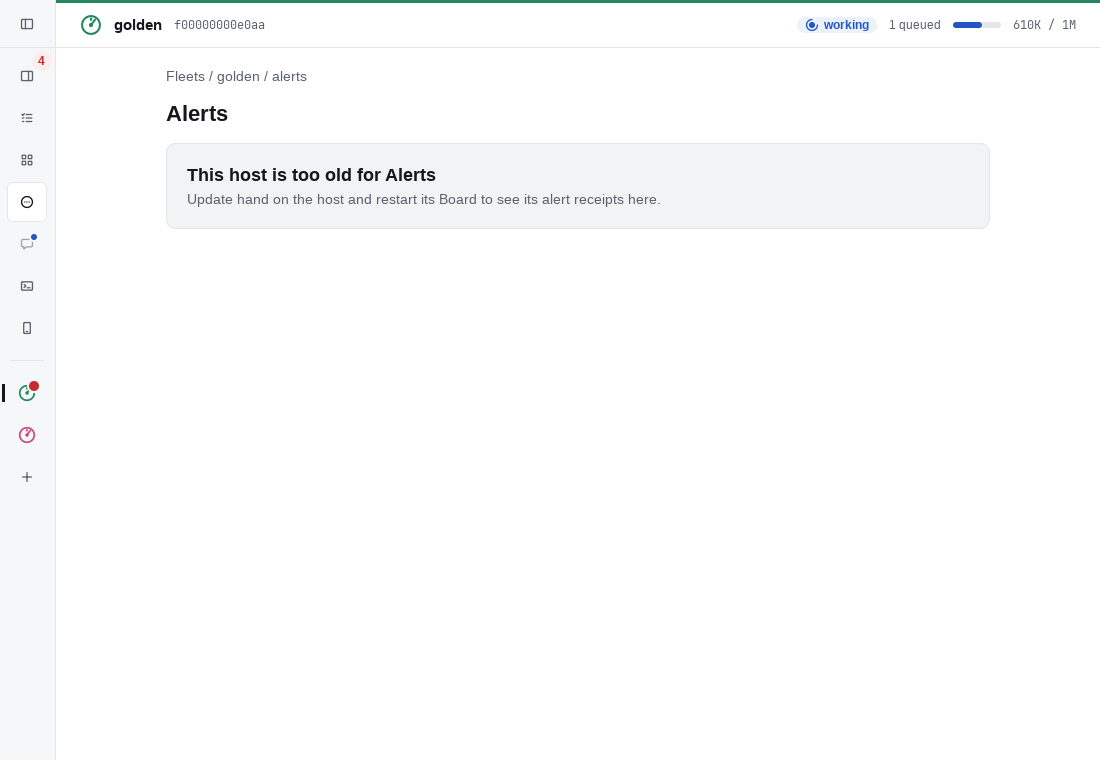 golden f00000000e0aa working 1 queued 610K / 1M
4
Fleets / golden / alerts
Alerts
This host is too old for Alerts
Update hand on the host and restart its Board to see its alert receipts here.